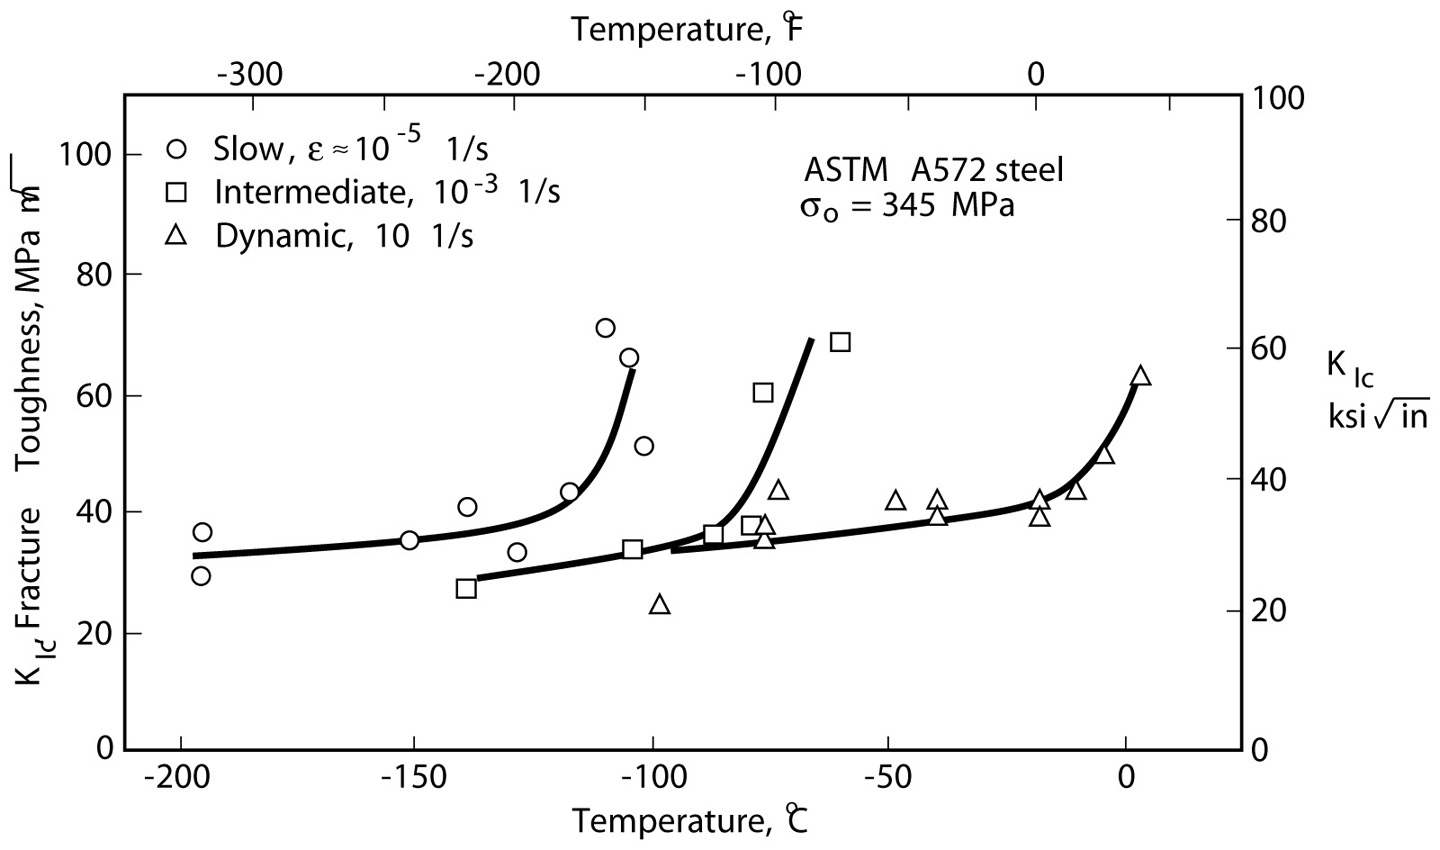 Temperature, °F
-300 -200 -100 0
Slow, ε ≈ 10⁻⁵ 1/s
Intermediate, 10⁻³ 1/s
Dynamic, 10 1/s
ASTM A572 steel
σo = 345 MPa
K Ic, Fracture Toughness, MPa √m
100
80
60
40
20
0
100
80
60
40
20
0
K Ic
ksi √in
-200 -150 -100 -50 0
Temperature, °C